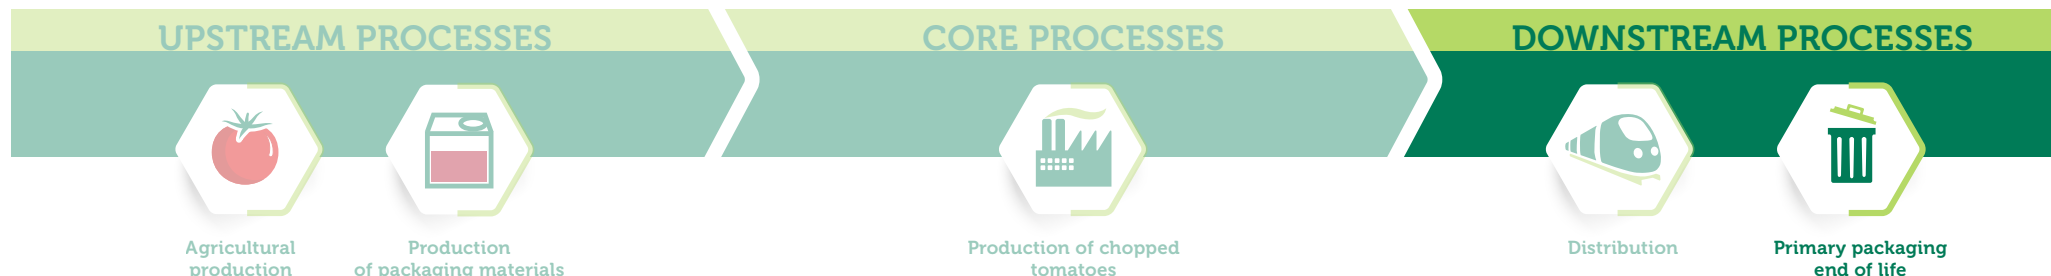 UPSTREAM PROCESSES
CORE PROCESSES
DOWNSTREAM PROCESSES
Agricultural
production
Production
of packaging materials
Production of chopped
tomatoes
Distribution
Primary packaging
end of life